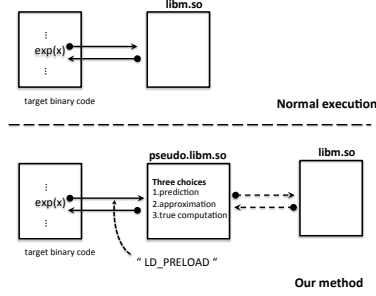 libm.so
⋮
exp(x)
⋮
target binary code
Normal execution
pseudo.libm.so
libm.so
⋮
exp(x)
⋮
Three choices
1.prediction
2.approximation
3.true computation
target binary code
" LD_PRELOAD "
Our method